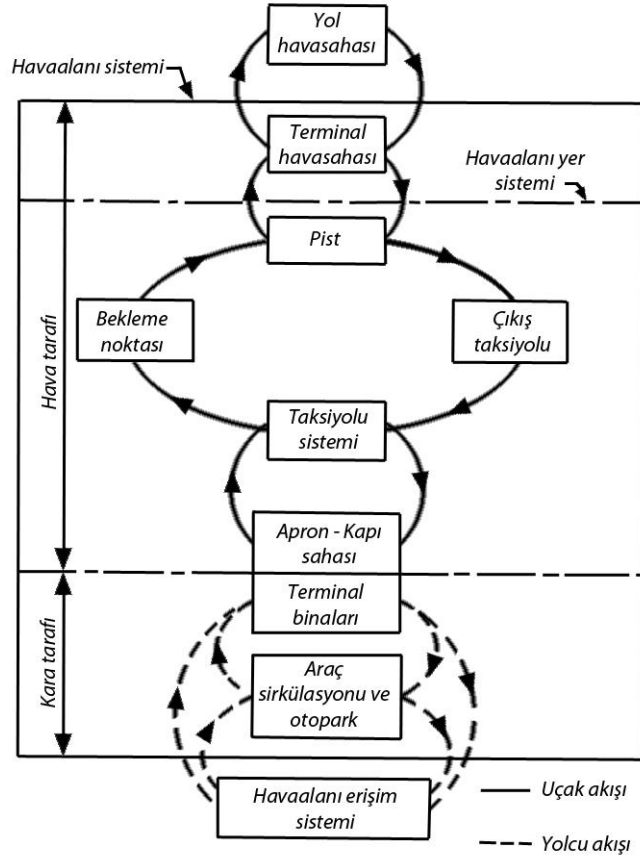 Yol
havasahası
Havaalanı sistemi
Terminal
havasahası
Havaalanı yer
sistemi
Pist
Bekleme
noktası
Çıkış
taksiyolu
Hava tarafı
Taksiyolu
sistemi
Apron - Kapı
sahası
Terminal
binaları
Kara tarafı
Araç
sirkülasyonu ve
otopark
Havaalanı erişim
sistemi
Uçak akışı
Yolcu akışı